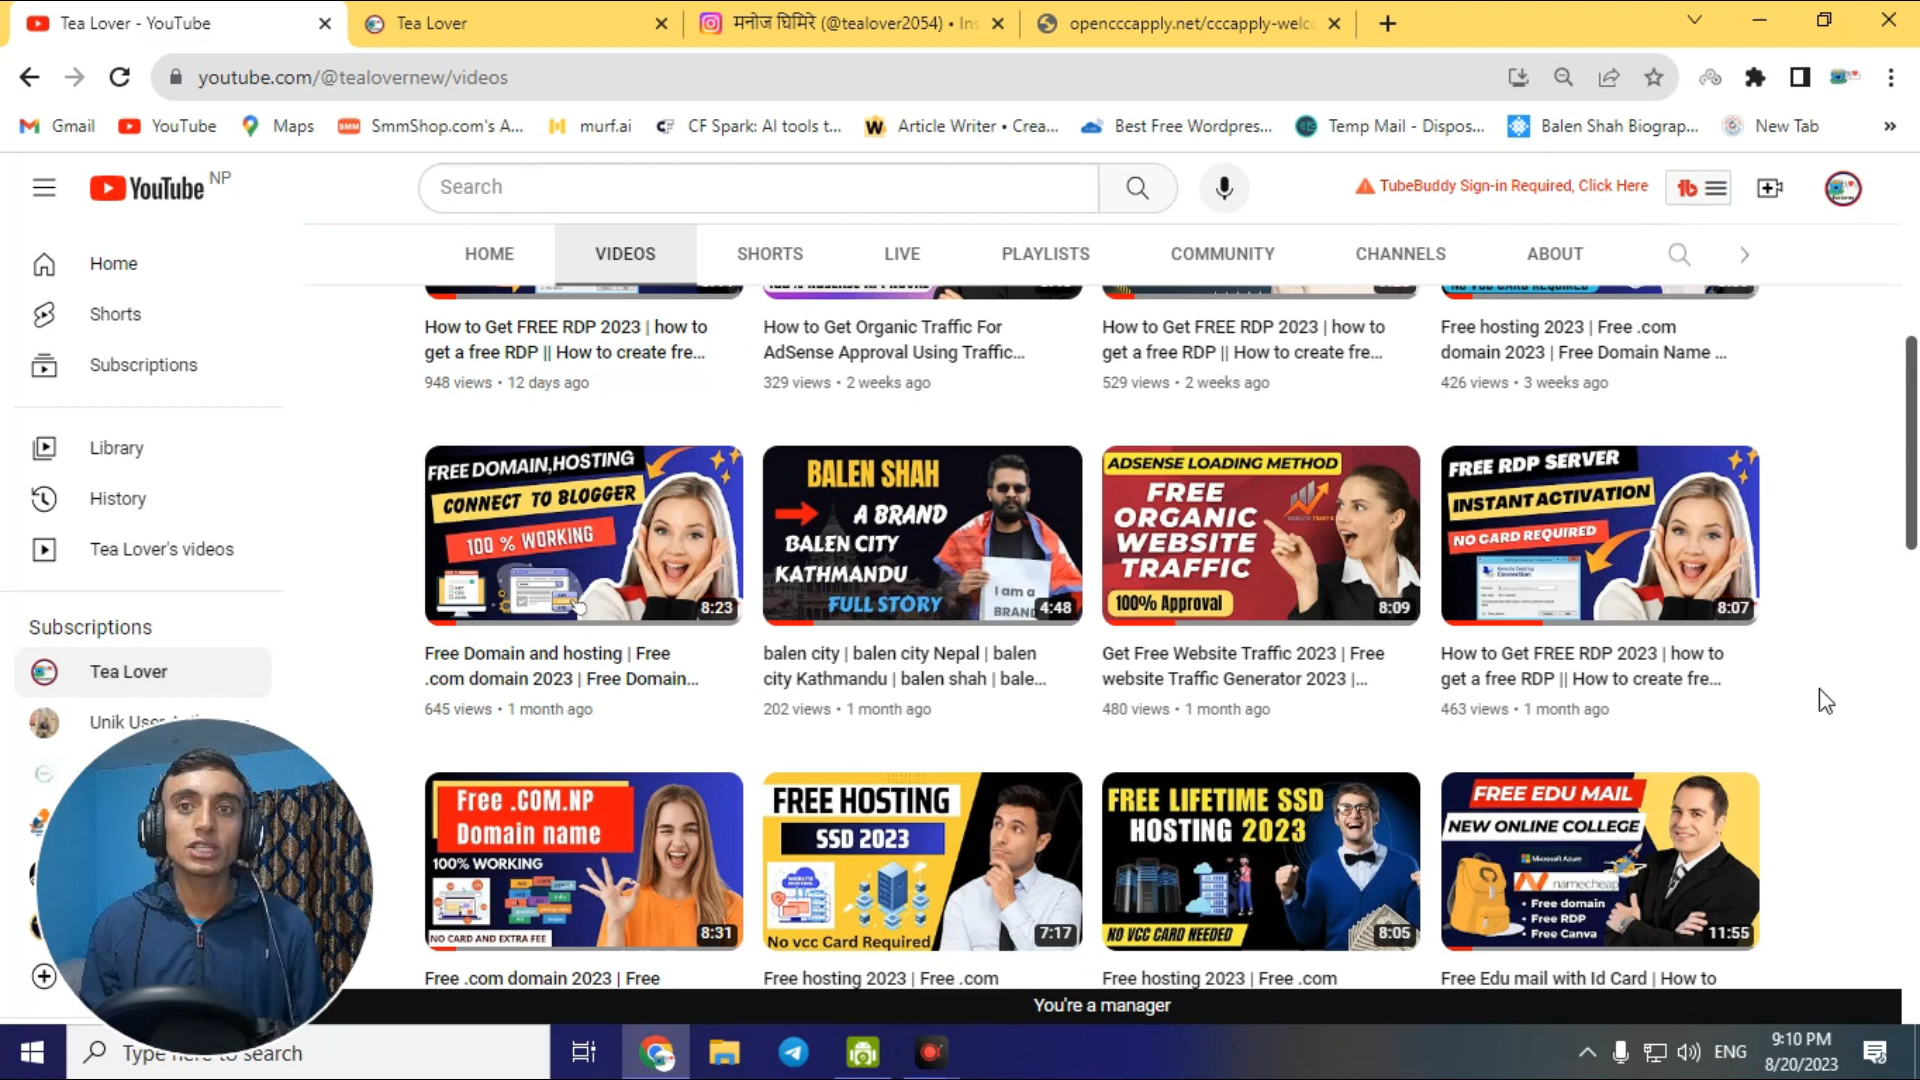 Tea Lover - YouTube
Tea Lover
मनोज घिमिरे (@tealover2054) • Ins
opencccapply.net/cccapply-welc
youtube.com/@tealovernew/videos
Gmail
YouTube
Maps
SmmShop.com's A...
murf.ai
CF Spark: AI tools t...
Article Writer • Crea...
Best Free Wordpres...
Temp Mail - Dispos...
Balen Shah Biograp...
New Tab
YouTube NP
Search
TubeBuddy Sign-in Required, Click Here
HOME
VIDEOS
SHORTS
LIVE
PLAYLISTS
COMMUNITY
CHANNELS
ABOUT
Home
Shorts
Subscriptions
Library
History
Tea Lover's videos
Subscriptions
Tea Lover
Unik User
How to Get FREE RDP 2023 | how to
get a free RDP || How to create fre...
948 views • 12 days ago
How to Get Organic Traffic For
AdSense Approval Using Traffic...
329 views • 2 weeks ago
How to Get FREE RDP 2023 | how to
get a free RDP || How to create fre...
529 views • 2 weeks ago
Free hosting 2023 | Free .com
domain 2023 | Free Domain Name ...
426 views • 3 weeks ago
FREE DOMAIN,HOSTING
CONNECT TO BLOGGER
100 % WORKING
8:23
BALEN SHAH
A BRAND
BALEN CITY
KATHMANDU
FULL STORY
I am a
BRAND
4:48
ADSENSE LOADING METHOD
FREE
ORGANIC
WEBSITE
TRAFFIC
100% Approval
8:09
FREE RDP SERVER
INSTANT ACTIVATION
NO CARD REQUIRED
8:07
Free Domain and hosting | Free
.com domain 2023 | Free Domain...
645 views • 1 month ago
balen city | balen city Nepal | balen
city Kathmandu | balen shah | bale...
202 views • 1 month ago
Get Free Website Traffic 2023 | Free
website Traffic Generator 2023 |...
480 views • 1 month ago
How to Get FREE RDP 2023 | how to
get a free RDP || How to create fre...
463 views • 1 month ago
Free .COM.NP
Domain name
100% WORKING
NO CARD AND EXTRA FEE
8:31
FREE HOSTING
SSD 2023
No vcc Card Required
7:17
FREE LIFETIME SSD
HOSTING 2023
NO VCC CARD NEEDED
8:05
FREE EDU MAIL
NEW ONLINE COLLEGE
Microsoft Azure
namecheap
• Free domain
• Free RDP
• Free Canva
11:55
Free .com domain 2023 | Free
Free hosting 2023 | Free .com
Free hosting 2023 | Free .com
Free Edu mail with Id Card | How to
You're a manager
Type here to search
ENG
9:10 PM
8/20/2023